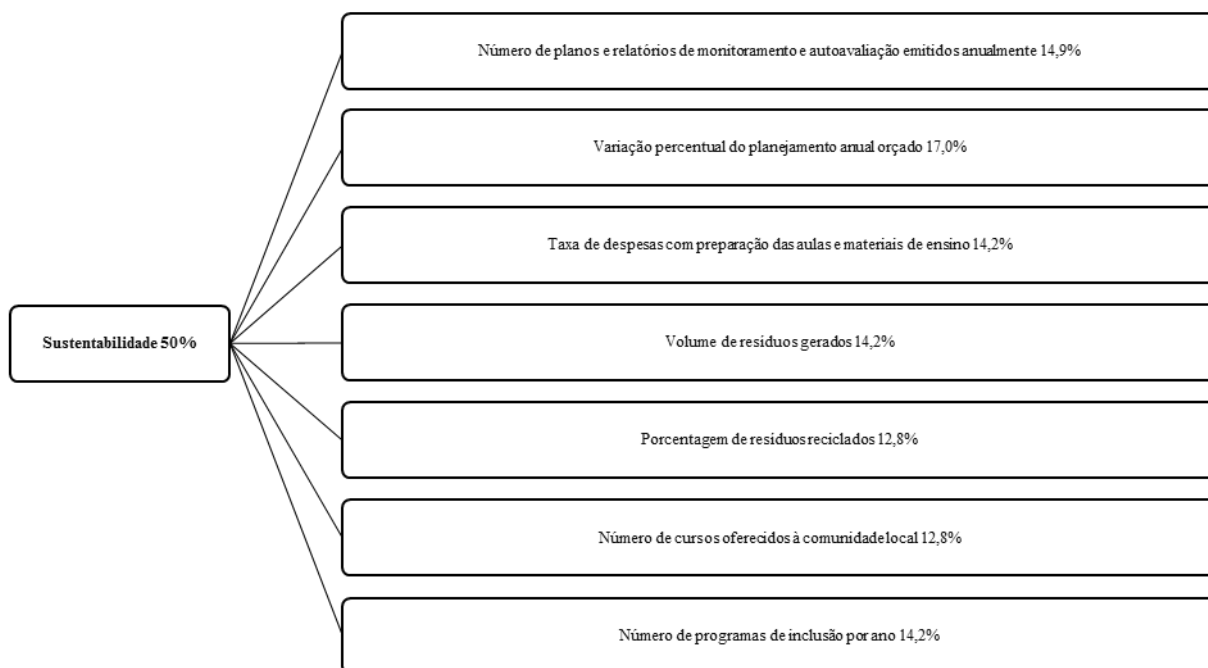 Número de planos e relatórios de monitoramento e autoavaliação emitidos anualmente 14,9%
Variação percentual do planejamento anual orçado 17,0%
Taxa de despesas com preparação das aulas e materiais de ensino 14,2%
Sustentabilidade 50%
Volume de resíduos gerados 14,2%
Porcentagem de resíduos reciclados 12,8%
Número de cursos oferecidos à comunidade local 12,8%
Número de programas de inclusão por ano 14,2%